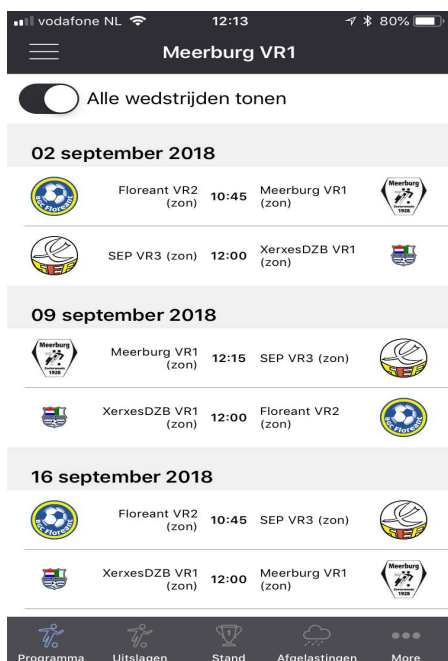 vodafone NL 12:13 80%
Meerburg VR1
Alle wedstrijden tonen
02 september 2018
Floreant VR2 (zon) 10:45 Meerburg VR1 (zon)
SEP VR3 (zon) 12:00 XerxesDZB VR1 (zon)
09 september 2018
Meerburg VR1 (zon) 12:15 SEP VR3 (zon)
XerxesDZB VR1 (zon) 12:00 Floreant VR2 (zon)
16 september 2018
Floreant VR2 (zon) 10:45 SEP VR3 (zon)
XerxesDZB VR1 (zon) 12:00 Meerburg VR1 (zon)
Programma Uitslagen Stand Afgelastingen More